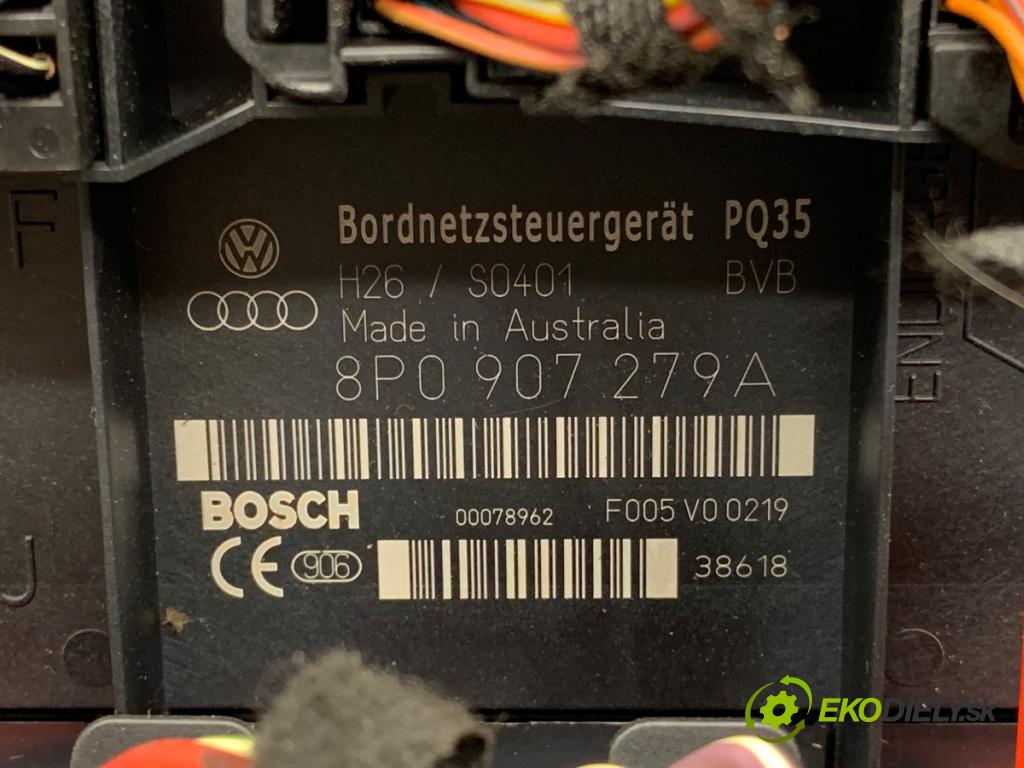 Bordnetzsteuergerät PQ35
H26 / S0401 BVB
Made in Australia
8P0 907 279A
BOSCH 00078962 F005 V0 0219
CE 906 38618
F
J
EKODIELY.SK